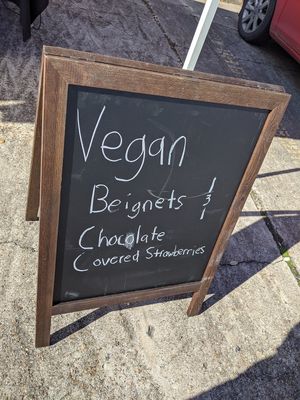 Vegan
Beignets
Chocolate
Covered Strawberries